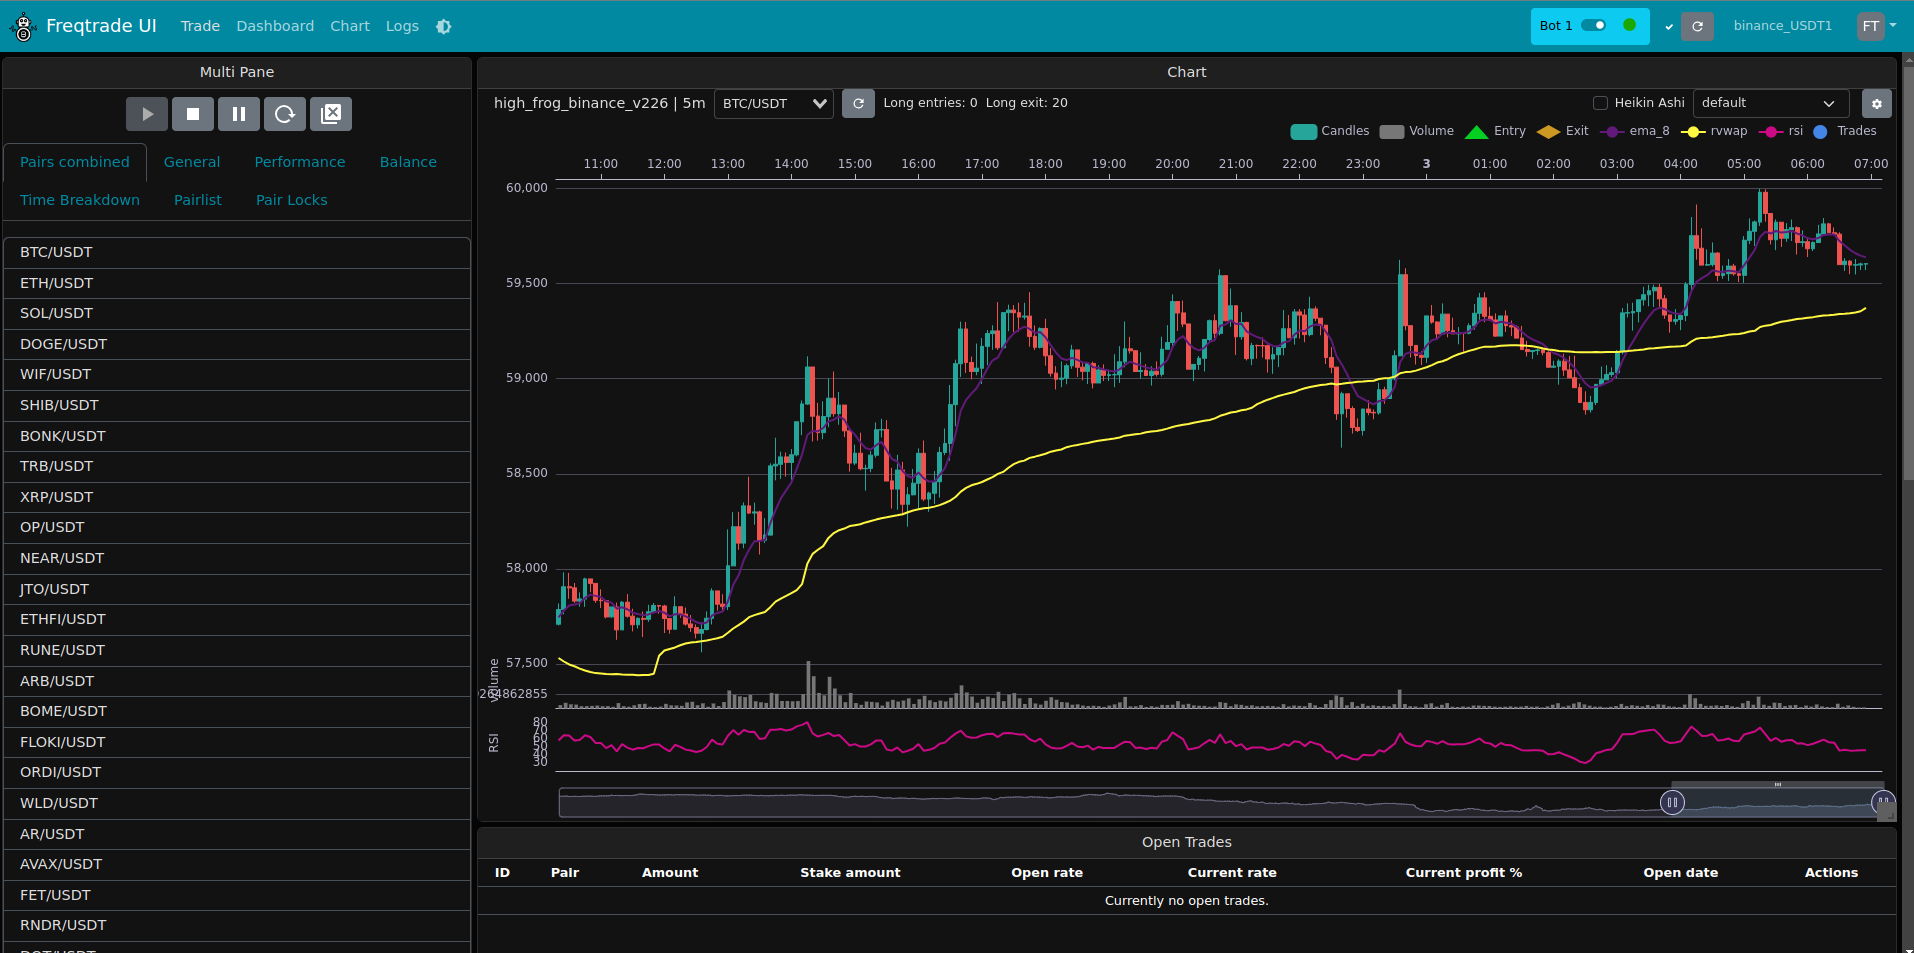 Freqtrade UI Trade Dashboard Chart Logs
Bot 1 binance_USDT1 FT
Multi Pane
Pairs combined General Performance Balance
Time Breakdown Pairlist Pair Locks
BTC/USDT
ETH/USDT
SOL/USDT
DOGE/USDT
WIF/USDT
SHIB/USDT
BONK/USDT
TRB/USDT
XRP/USDT
OP/USDT
NEAR/USDT
JTO/USDT
ETHFI/USDT
RUNE/USDT
ARB/USDT
BOME/USDT
FLOKI/USDT
ORDI/USDT
WLD/USDT
AR/USDT
AVAX/USDT
FET/USDT
RNDR/USDT
Chart
high_frog_binance_v226 | 5m BTC/USDT Long entries: 0 Long exit: 20 Heikin Ashi default
Candles Volume Entry Exit ema_8 rvwap rsi Trades
11:00 12:00 13:00 14:00 15:00 16:00 17:00 18:00 19:00 20:00 21:00 22:00 23:00 3 01:00 02:00 03:00 04:00 05:00 06:00 07:00
60,000
59,500
59,000
58,500
58,000
57,500
Volume
264862855
RSI
80
70
60
50
40
30
Open Trades
ID Pair Amount Stake amount Open rate Current rate Current profit % Open date Actions
Currently no open trades.